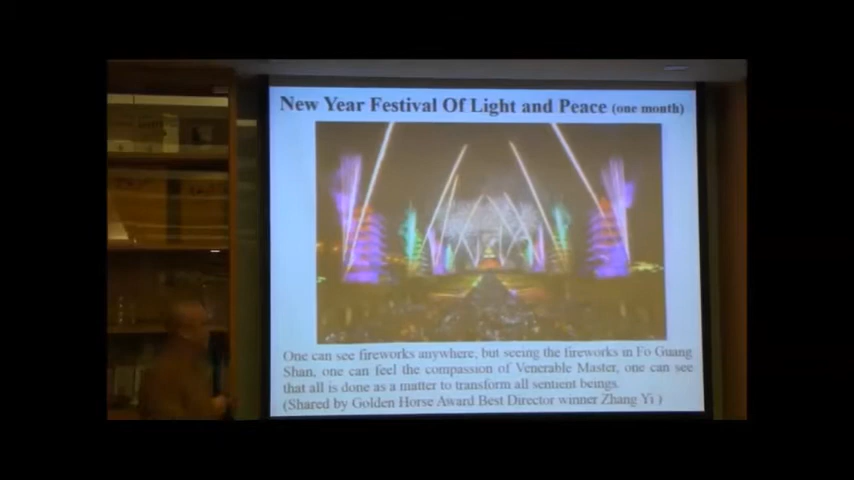 New Year Festival Of Light and Peace (one month)
One can see fireworks anywhere, but seeing the fireworks in Fo Guang
Shan, one can feel the compassion of Venerable Master, one can see
that all is done as a matter to transform all sentient beings.
(Shared by Golden Horse Award Best Director winner Zhang Yi )